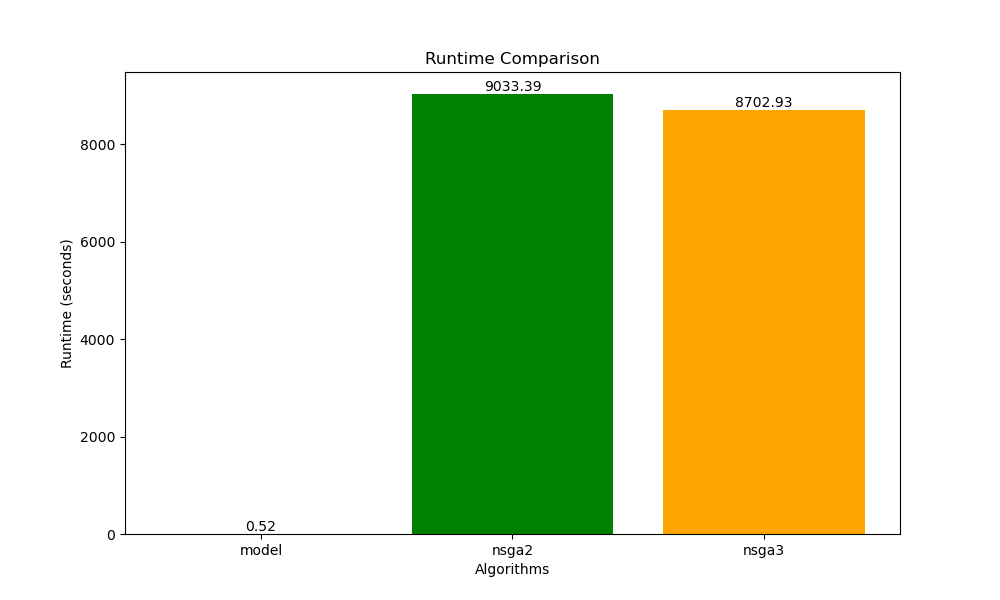 Runtime Comparison
9033.39
8702.93
0.52
8000
6000
4000
2000
0
Runtime (seconds)
model
nsga2
nsga3
Algorithms